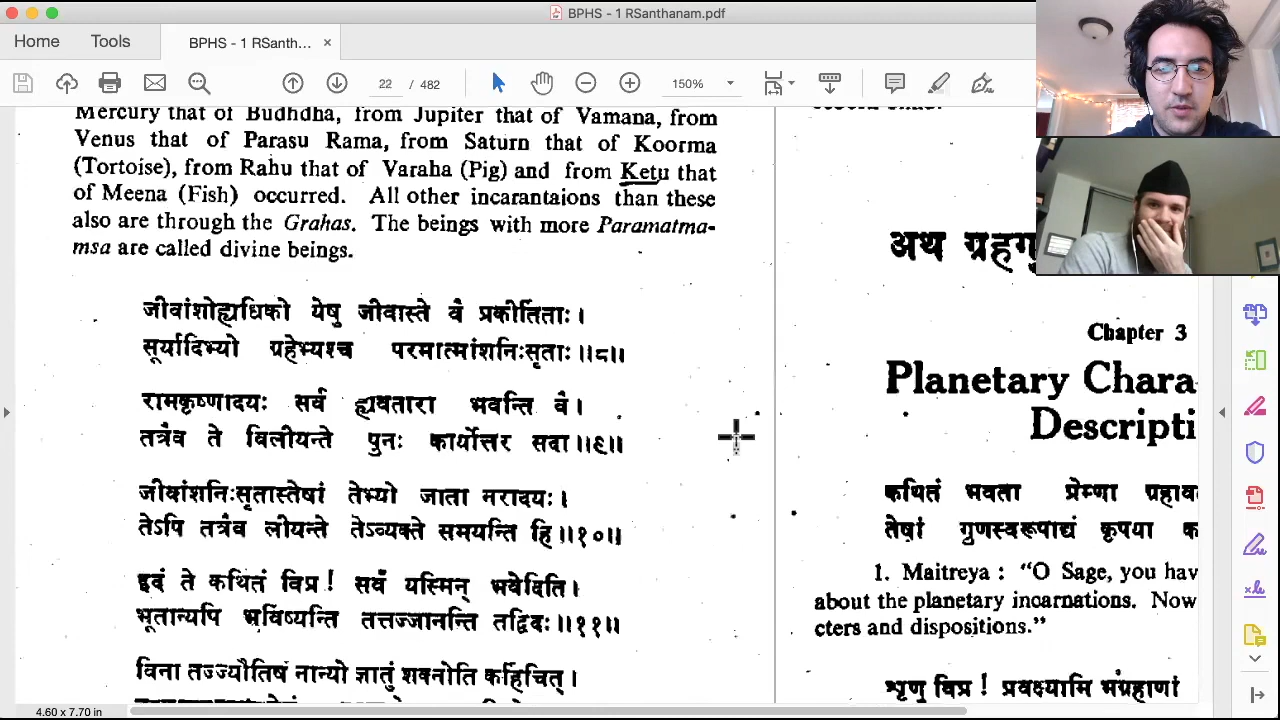 BPHS - 1 RSanthanam.pdf
Home
Tools
BPHS - 1 RSanth...
22 / 482
150%
Mercury that of Budhdha, from Jupiter that of Vamana, from
Venus that of Parasu Rama, from Saturn that of Koorma
(Tortoise), from Rahu that of Varaha (Pig) and from Ketu that
of Meena (Fish) occurred. All other incarantaions than these
also are through the Grahas. The beings with more Paramatma-
msa are called divine beings.
जीवांशोह्यधिको येषु जीवास्ते वै प्रकीर्तिताः।
सूर्यादिभ्यो ग्रहेभ्यश्च परमात्मांशनिःसृताः॥८॥
रामकृष्णादयः सर्व ह्यवतारा भवन्ति वै।
तत्रैव ते विलीयन्ते पुनः कार्योत्तर सदा॥९॥
जीवांशनिःसृतास्तेषां तेभ्यो जाता नरादयः।
तेऽपि तत्रैव लीयन्ते तेऽव्यक्ते समयन्ति हि॥१०॥
इदं ते कथितं विप्र! सर्वं यस्मिन् भवेदिति।
भूतान्यपि भविष्यन्ति तत्तज्जानन्ति तद्विदः॥११॥
विना तज्ज्यौतिषं नान्यो ज्ञातुं शक्नोति कर्हिचित्।
अथ
Chapter 3
Planetary Chara
Descripti
कथितं भवता प्रेम्णा ग्रहाव
तेषां गुणस्वरूपाद्यं कृपया क
1. Maitreya : "O Sage, you hav
about the planetary incarnations. Now
cters and dispositions."
श्रृणु विप्र! प्रवक्ष्यामि भग्रहाणां
4.60 x 7.70 in